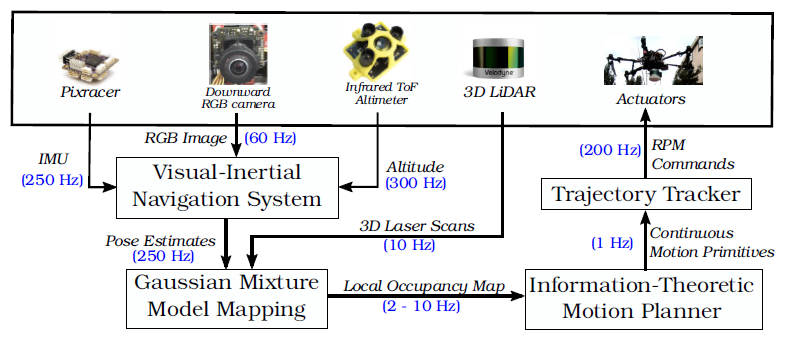 Pixracer
Downward
RGB camera
Infrared ToF
Altimeter
Velodyne
3D LiDAR
Actuators
IMU
(250 Hz)
RGB Image
(60 Hz)
Altitude
(300 Hz)
(200 Hz)
RPM
Commands
Visual-Inertial
Navigation System
Trajectory Tracker
Pose Estimates
(250 Hz)
3D Laser Scans
(10 Hz)
(1 Hz)
Continuous
Motion Primitives
Gaussian Mixture
Model Mapping
Local Occupancy Map
(2 - 10 Hz)
Information-Theoretic
Motion Planner